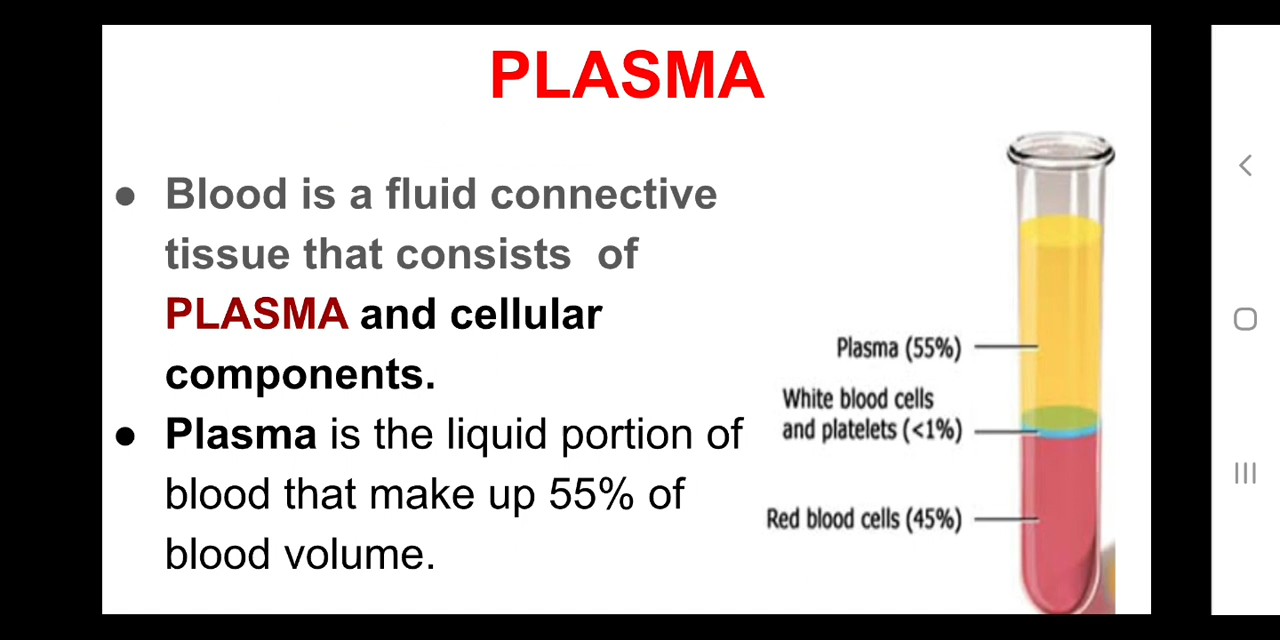 PLASMA
● Blood is a fluid connective
tissue that consists of
PLASMA and cellular
components.
● Plasma is the liquid portion of
blood that make up 55% of
blood volume.
Plasma (55%)
White blood cells
and platelets (<1%)
Red blood cells (45%)